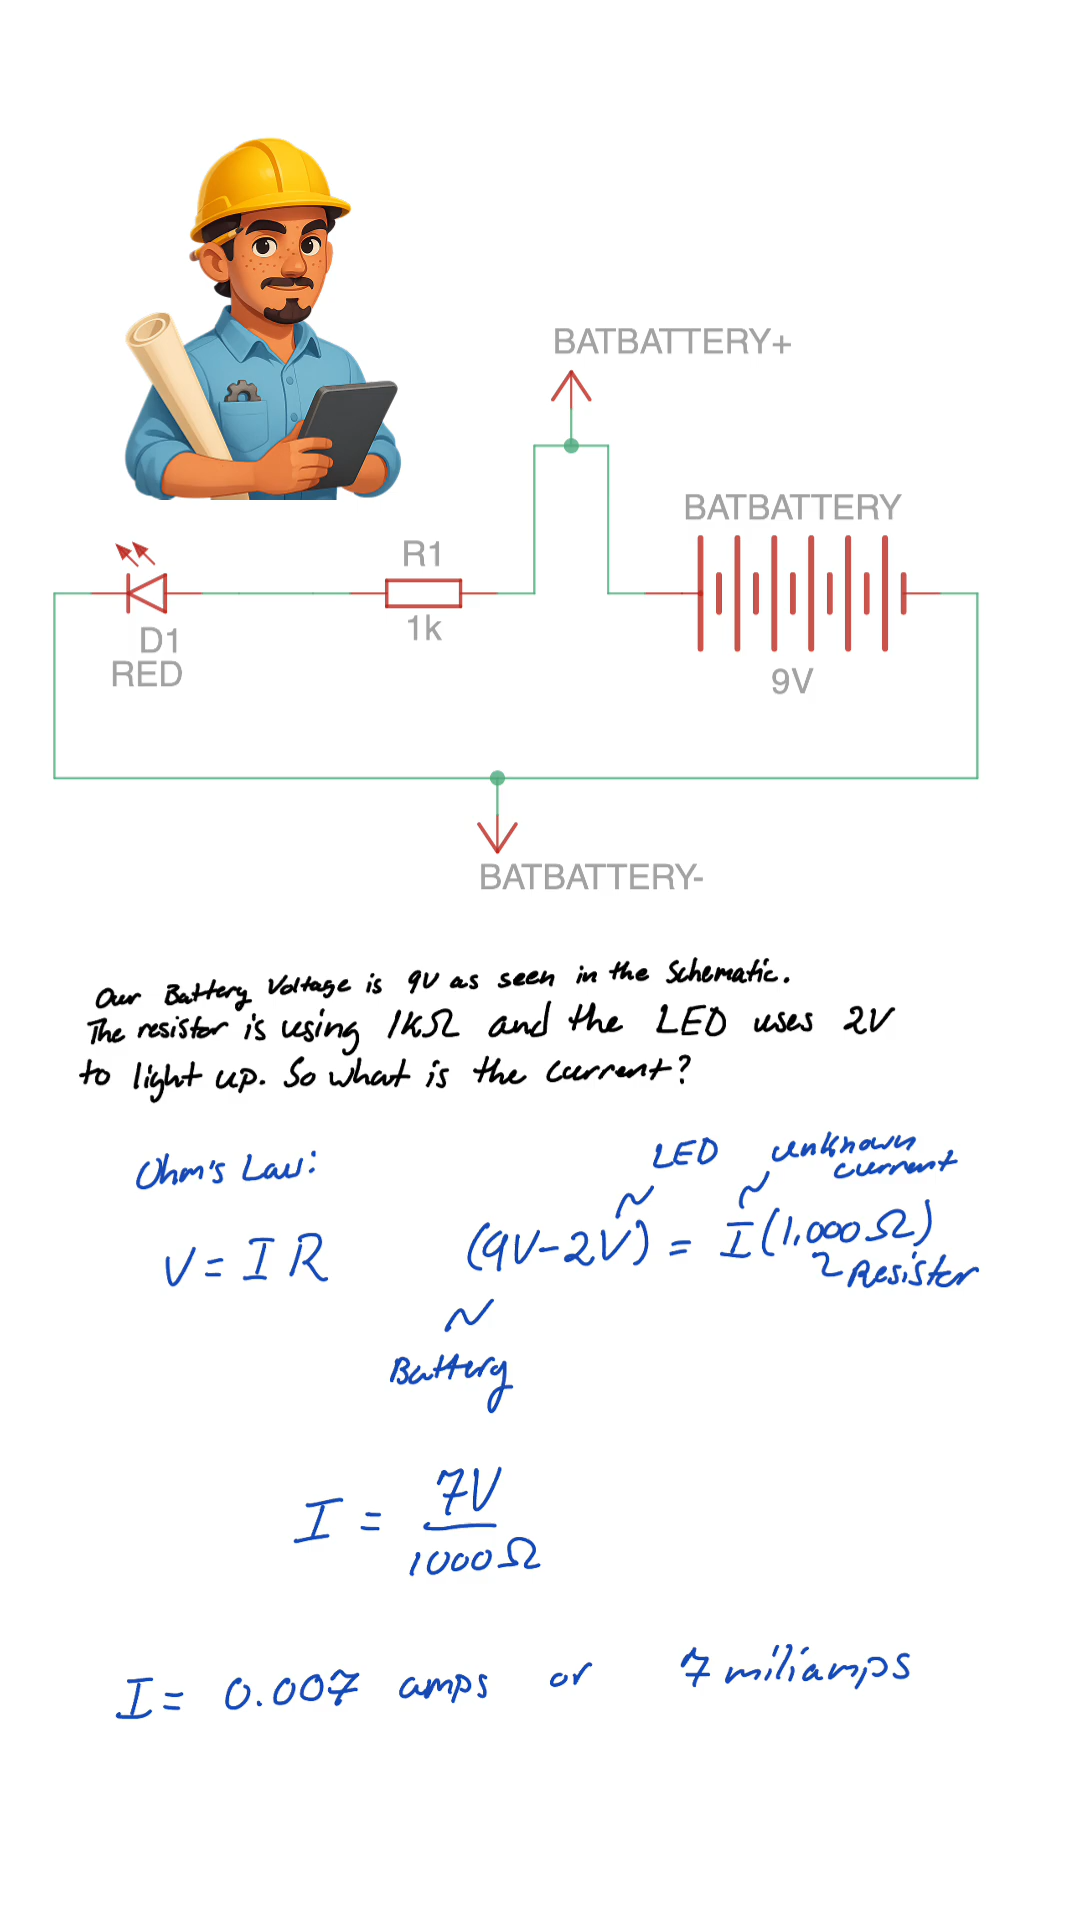 BATBATTERY+
BATBATTERY
R1
1k
D1
RED
9V
BATBATTERY-
Our Battery Voltage is 9V as seen in the Schematic.
The resistor is using 1kΩ and the LED uses 2V
to light up. So what is the current?
Ohm's Law:
LED
unknown
current
V = I R
(9V-2V) = I(1,000Ω)
Resistor
Battery
I = 7V
1000Ω
I = 0.007 amps or 7 miliamps